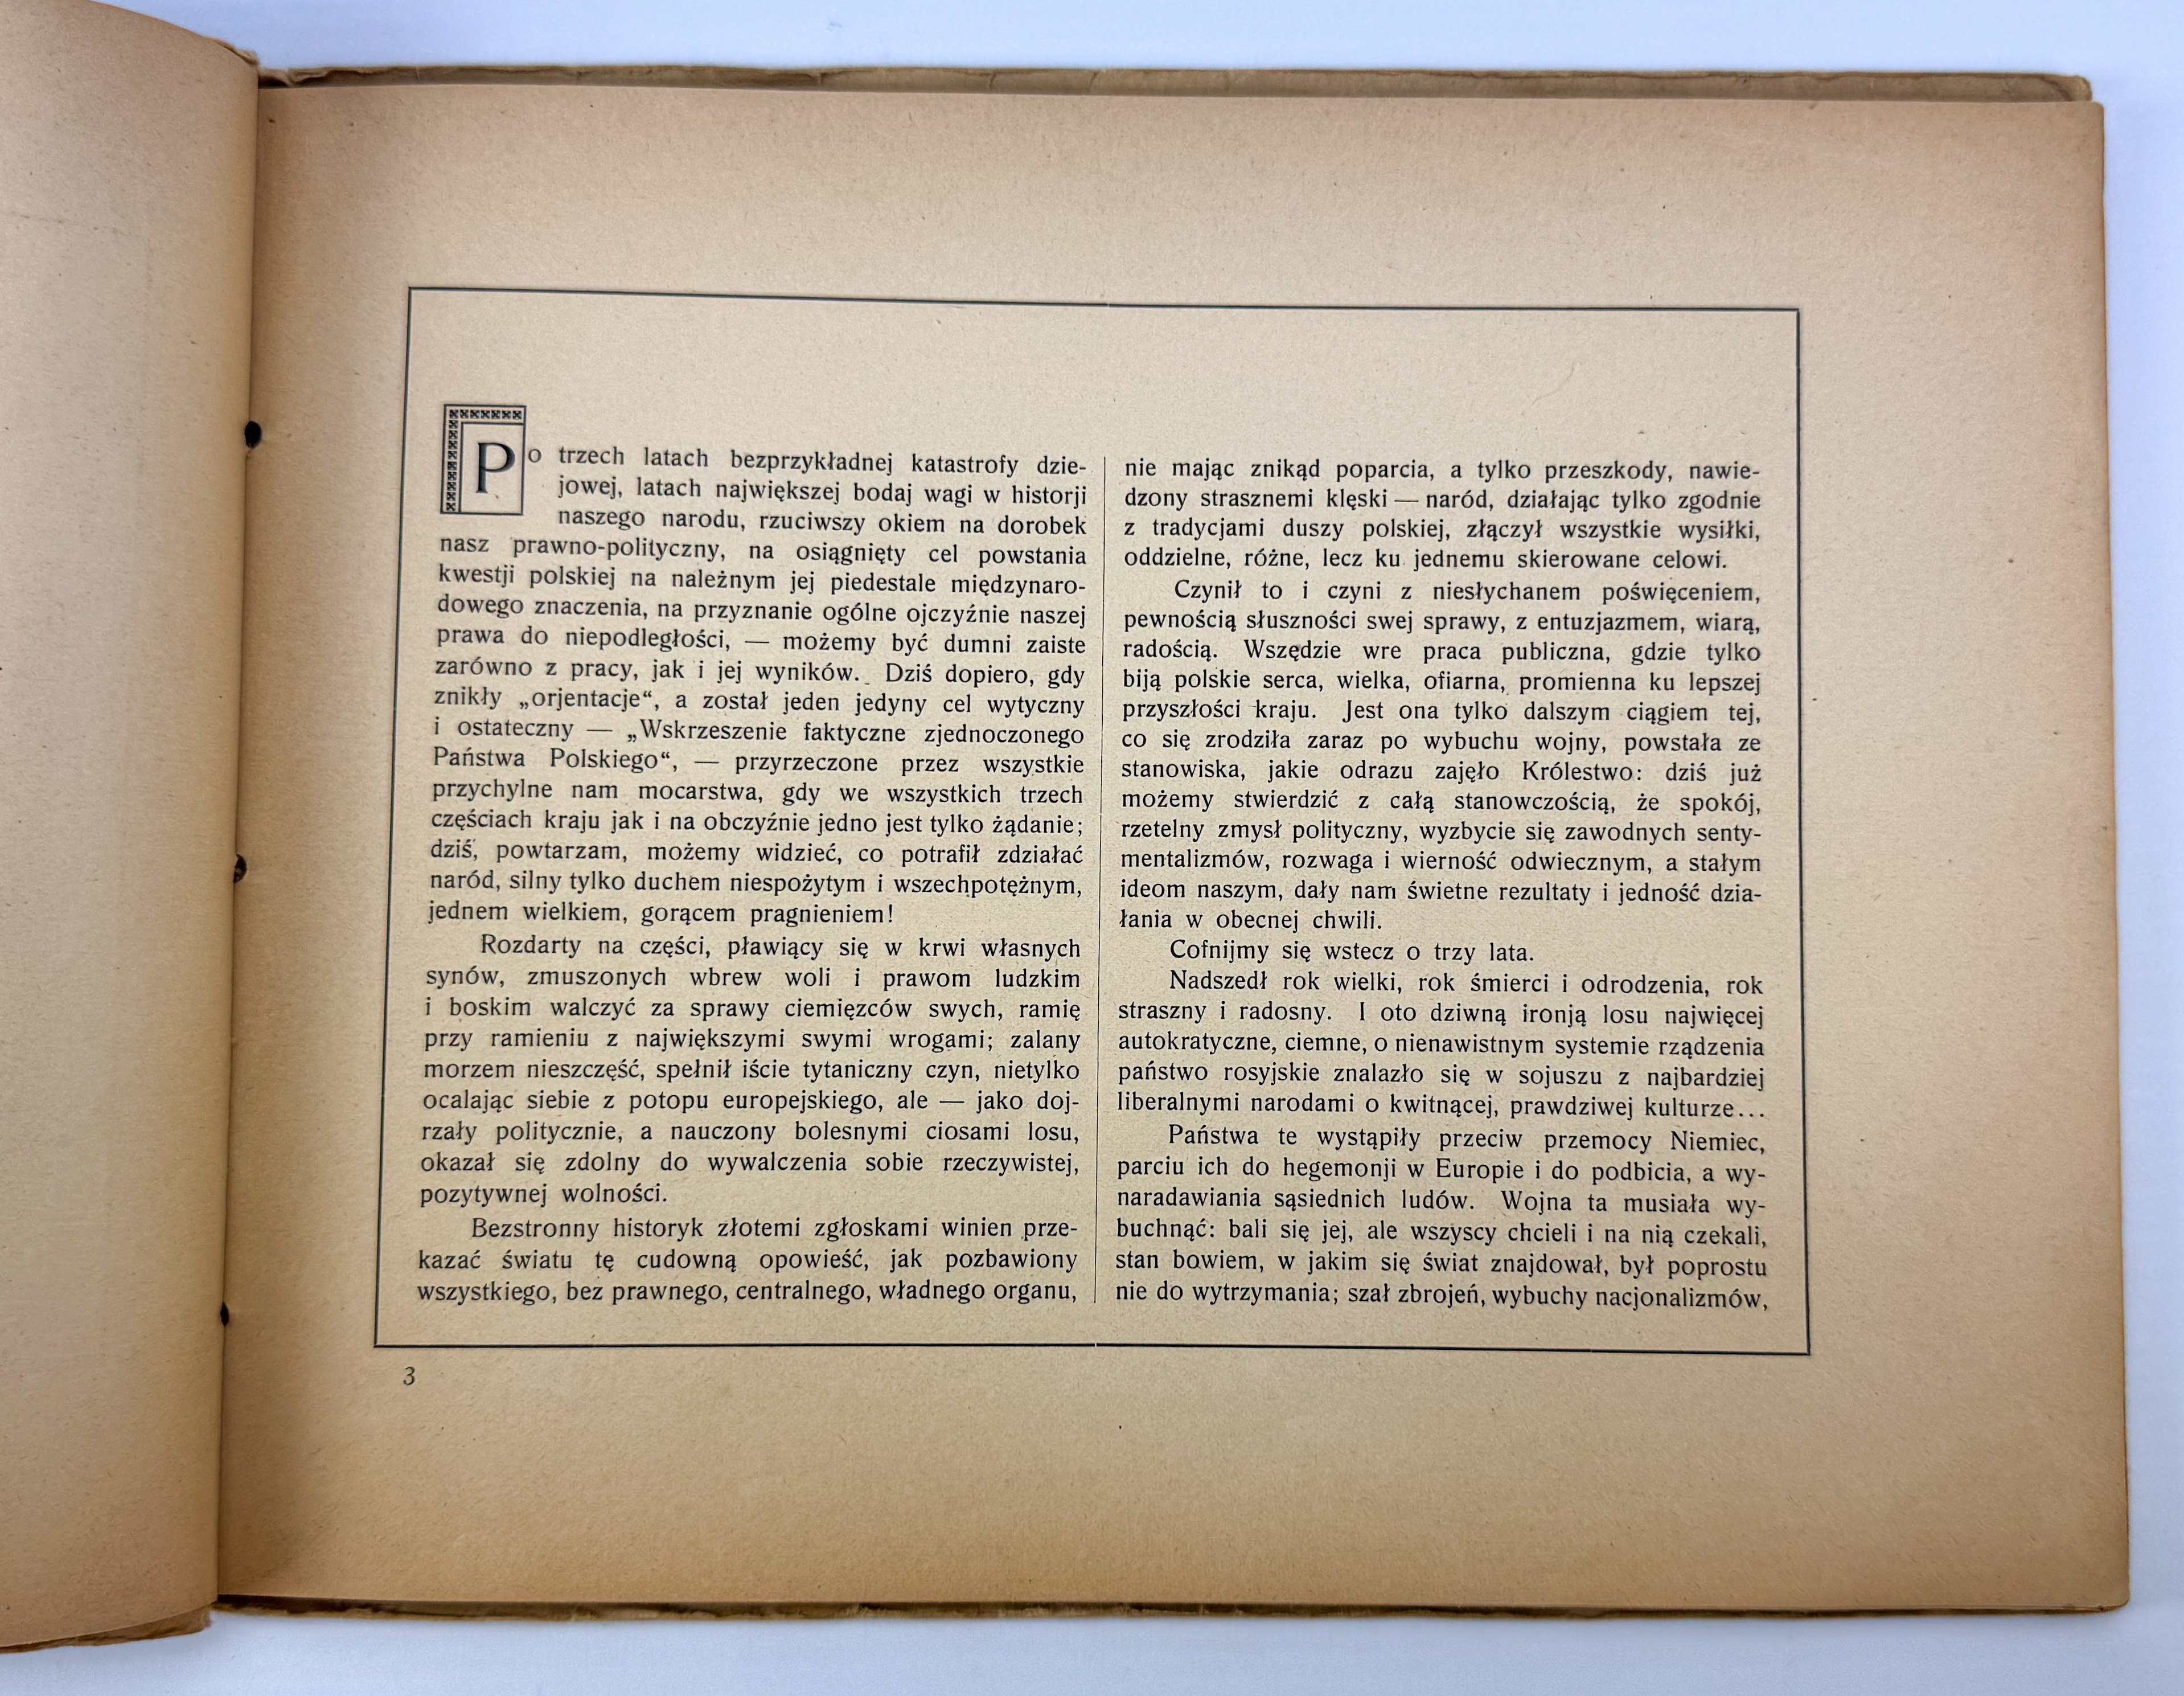 Po trzech latach bezprzykładnej katastrofy dzie-
jowej, latach największej bodaj wagi w historji
naszego narodu, rzuciwszy okiem na dorobek
nasz prawno-polityczny, na osiągnięty cel powstania
kwestji polskiej na należnym jej piedestale międzynaro-
dowego znaczenia, na przyznanie ogólne ojczyźnie naszej
prawa do niepodległości, — możemy być dumni zaiste
zarówno z pracy, jak i jej wyników. Dziś dopiero, gdy
znikły „orjentacje“, a został jeden jedyny cel wytyczny
i ostateczny — „Wskrzeszenie faktyczne zjednoczonego
Państwa Polskiego“, — przyrzeczone przez wszystkie
przychylne nam mocarstwa, gdy we wszystkich trzech
częściach kraju jak i na obczyźnie jedno jest tylko żądanie;
dziś, powtarzam, możemy widzieć, co potrafił zdziałać
naród, silny tylko duchem niespożytym i wszechpotężnym,
jednem wielkiem, gorącem pragnieniem!
Rozdarty na części, pławiący się w krwi własnych
synów, zmuszonych wbrew woli i prawom ludzkim
i boskim walczyć za sprawy ciemięzców swych, ramię
przy ramieniu z największymi swymi wrogami; zalany
morzem nieszczęść, spełnił iście tytaniczny czyn, nietylko
ocalając siebie z potopu europejskiego, ale — jako doj-
rzały politycznie, a nauczony bolesnymi ciosami losu,
okazał się zdolny do wywalczenia sobie rzeczywistej,
pozytywnej wolności.
Bezstronny historyk złotemi zgłoskami winien prze-
kazać światu tę cudowną opowieść, jak pozbawiony
wszystkiego, bez prawnego, centralnego, władnego organu,
nie mając znikąd poparcia, a tylko przeszkody, nawie-
dzony strasznemi klęski — naród, działając tylko zgodnie
z tradycjami duszy polskiej, złączył wszystkie wysiłki,
oddzielne, różne, lecz ku jednemu skierowane celowi.
Czynił to i czyni z niesłychanem poświęceniem,
pewnością słuszności swej sprawy, z entuzjazmem, wiarą,
radością. Wszędzie wre praca publiczna, gdzie tylko
biją polskie serca, wielka, ofiarna, promienna ku lepszej
przyszłości kraju. Jest ona tylko dalszym ciągiem tej,
co się zrodziła zaraz po wybuchu wojny, powstała ze
stanowiska, jakie odrazu zajęło Królestwo: dziś już
możemy stwierdzić z całą stanowczością, że spokój,
rzetelny zmysł polityczny, wyzbycie się zawodnych senty-
mentalizmów, rozwaga i wierność odwiecznym, a stałym
ideom naszym, dały nam świetne rezultaty i jedność dzia-
łania w obecnej chwili.
Cofnijmy się wstecz o trzy lata.
Nadszedł rok wielki, rok śmierci i odrodzenia, rok
straszny i radosny. I oto dziwną ironją losu najwięcej
autokratyczne, ciemne, o nienawistnym systemie rządzenia
państwo rosyjskie znalazło się w sojuszu z najbardziej
liberalnymi narodami o kwitnącej, prawdziwej kulturze...
Państwa te wystąpiły przeciw przemocy Niemiec,
parciu ich do hegemonji w Europie i do podbicia, a wy-
naradawiania sąsiednich ludów. Wojna ta musiała wy-
buchnąć: bali się jej, ale wszyscy chcieli i na nią czekali,
stan bowiem, w jakim się świat znajdował, był poprostu
nie do wytrzymania; szał zbrojeń, wybuchy nacjonalizmów,
3